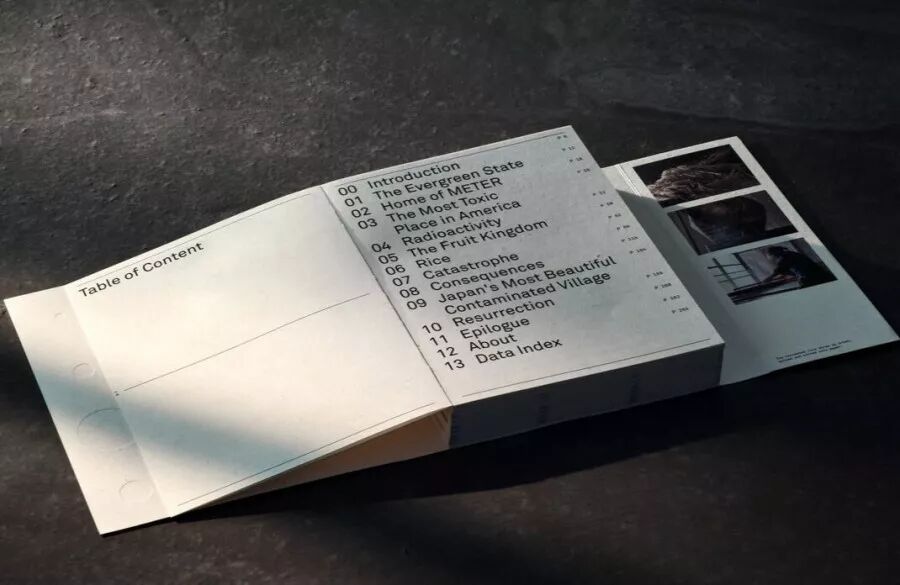 Table of Content
00 Introduction
01 The Evergreen State
02 Home of METER
03 The Most Toxic
Place in America
04 Radioactivity
05 The Fruit Kingdom
06 Rice
07 Catastrophe
08 Consequences
09 Japan's Most Beautiful
Contaminated Village
10 Resurrection
11 Epilogue
12 About
13 Data Index